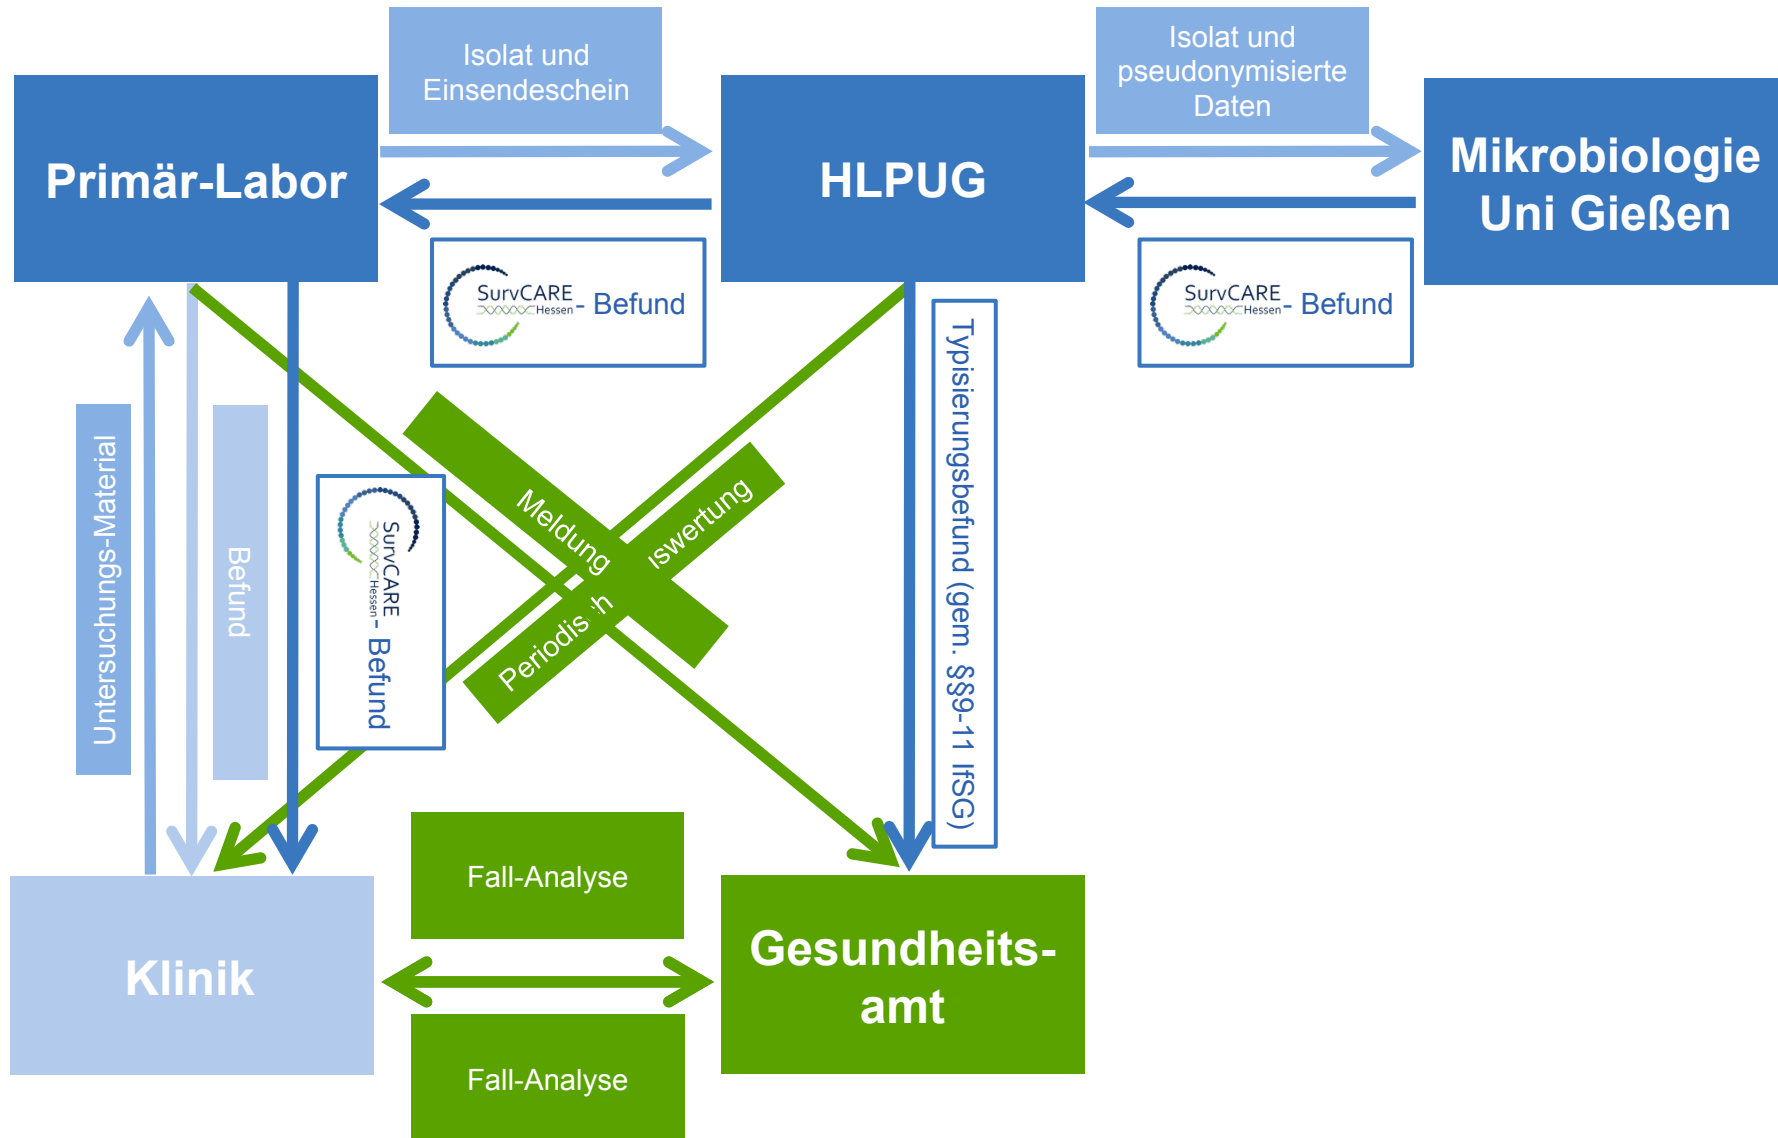 Isolat und
Einsendeschein
Isolat und
pseudonymisierte
Daten
Primär-Labor
HLPUG
Mikrobiologie
Uni Gießen
SurvCARE
Hessen
- Befund
SurvCARE
Hessen
- Befund
Untersuchungs-Material
Befund
SurvCARE
Hessen
- Befund
Meldung
Typisierungsbefund (gem. §§9-11 IfSG)
Fall-Analyse
Klinik
Gesundheits-
amt
Fall-Analyse